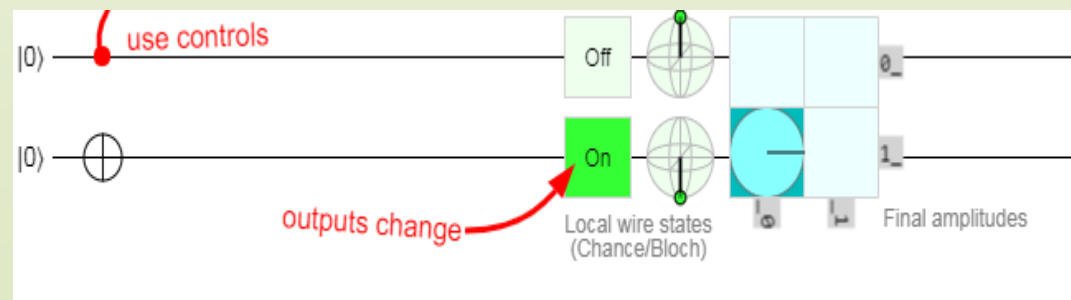 use controls
|0⟩
Off
0_
|0⟩
On
1_
outputs change
Local wire states
(Chance/Bloch)
_0
_1
Final amplitudes